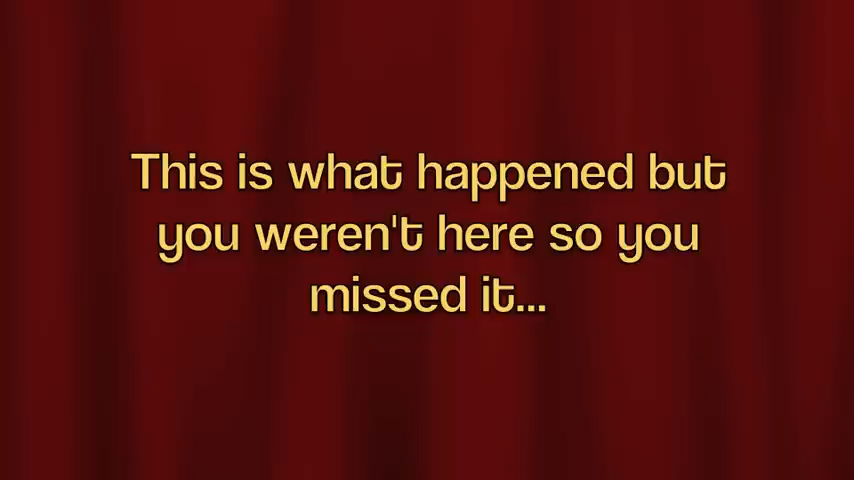 This is what happened but
you weren't here so you
missed it...